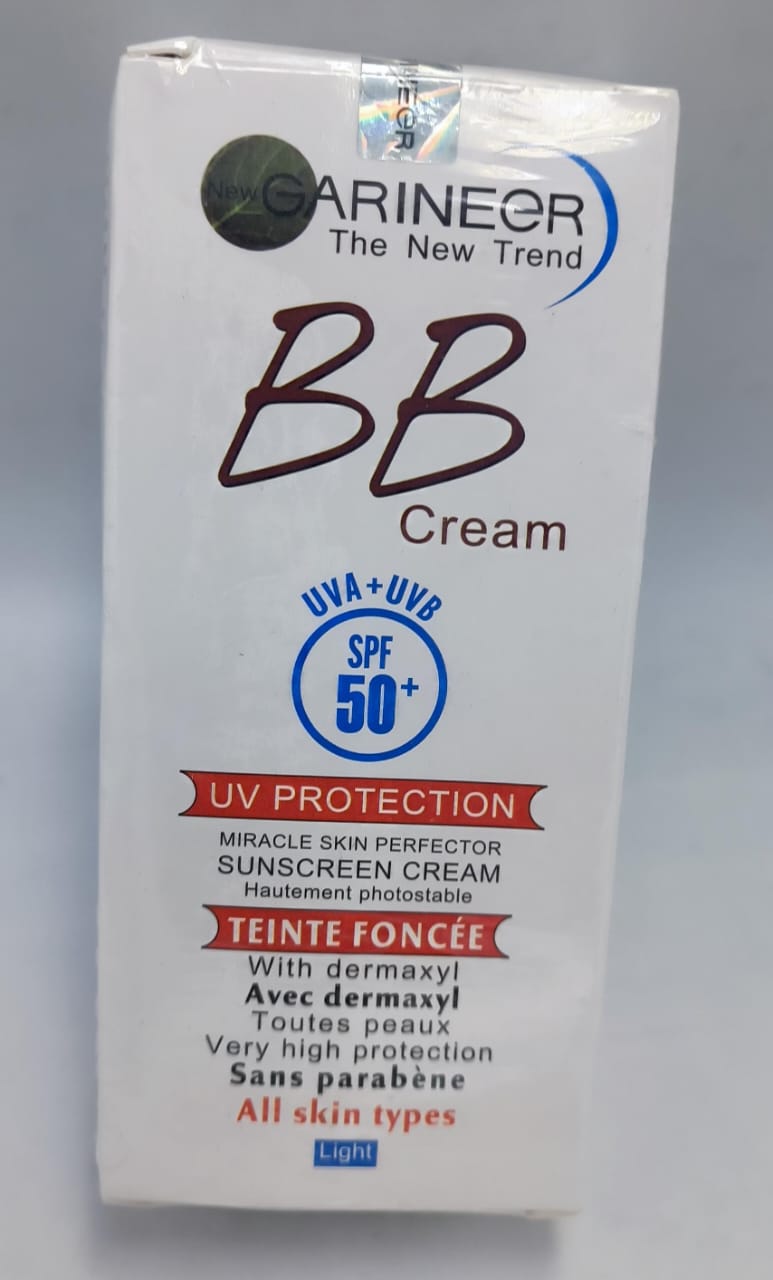 NEER
New GARINEER
The New Trend
BB
Cream
UVA+UVB
SPF
50+
UV PROTECTION
MIRACLE SKIN PERFECTOR
SUNSCREEN CREAM
Hautement photostable
TEINTE FONCÉE
With dermaxyl
Avec dermaxyl
Toutes peaux
Very high protection
Sans parabène
All skin types
Light